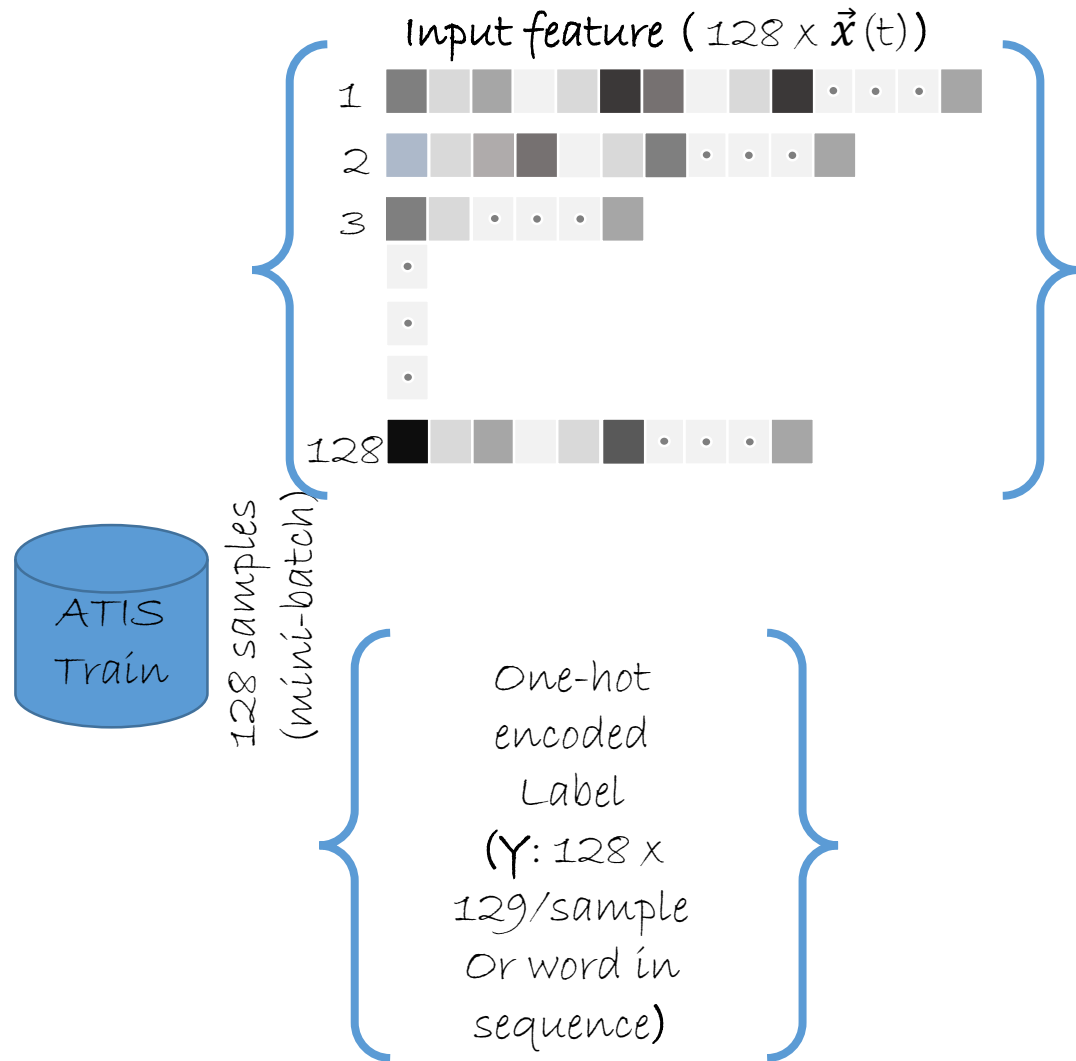 Input feature ( 128 x x⃗(t))
1
2
3
128
128 samples
(mini-batch)
ATIS
Train
One-hot
encoded
Label
(Y: 128 x
129/sample
Or word in
sequence)